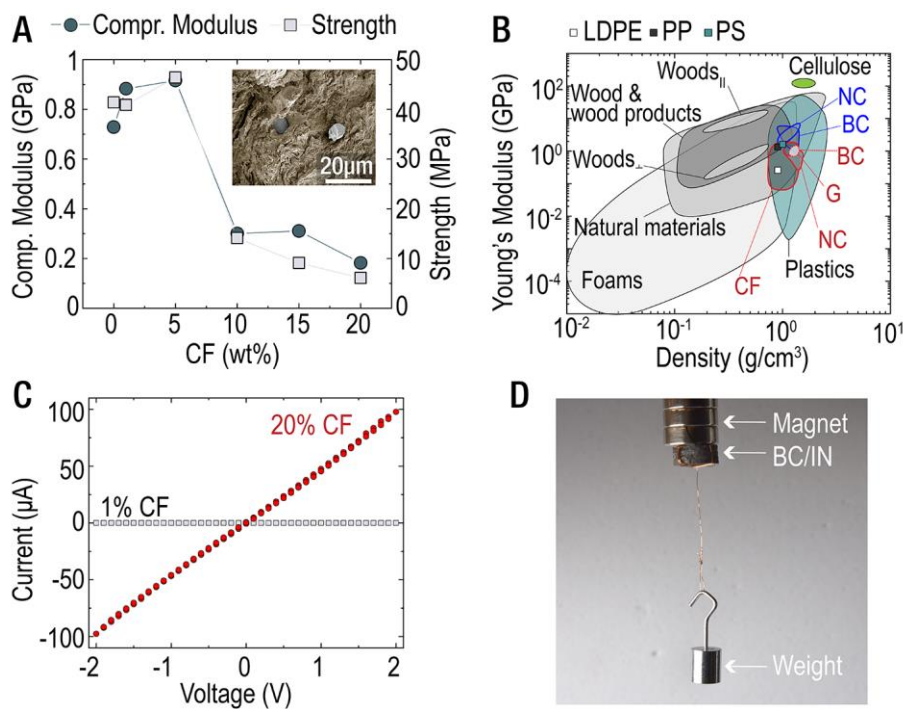 A
Compr. Modulus
Strength
Comp. Modulus (GPa)
1
0.8
0.6
0.4
0.2
0
50
40
30
20
10
0
Strength (MPa)
20μm
0 5 10 15 20
CF (wt%)
B
LDPE PP PS
Young's Modulus (GPa)
10²
10⁰
10⁻²
10⁻⁴
Woods||
Cellulose
Wood &
wood products
NC
BC
Woods⊥
BC
G
Natural materials
NC
Foams
CF
Plastics
10⁻² 10⁻¹ 10⁰ 10¹
Density (g/cm³)
C
Current (μA)
100
50
0
-50
-100
20% CF
1% CF
-2 -1 0 1 2
Voltage (V)
D
Magnet
BC/IN
Weight